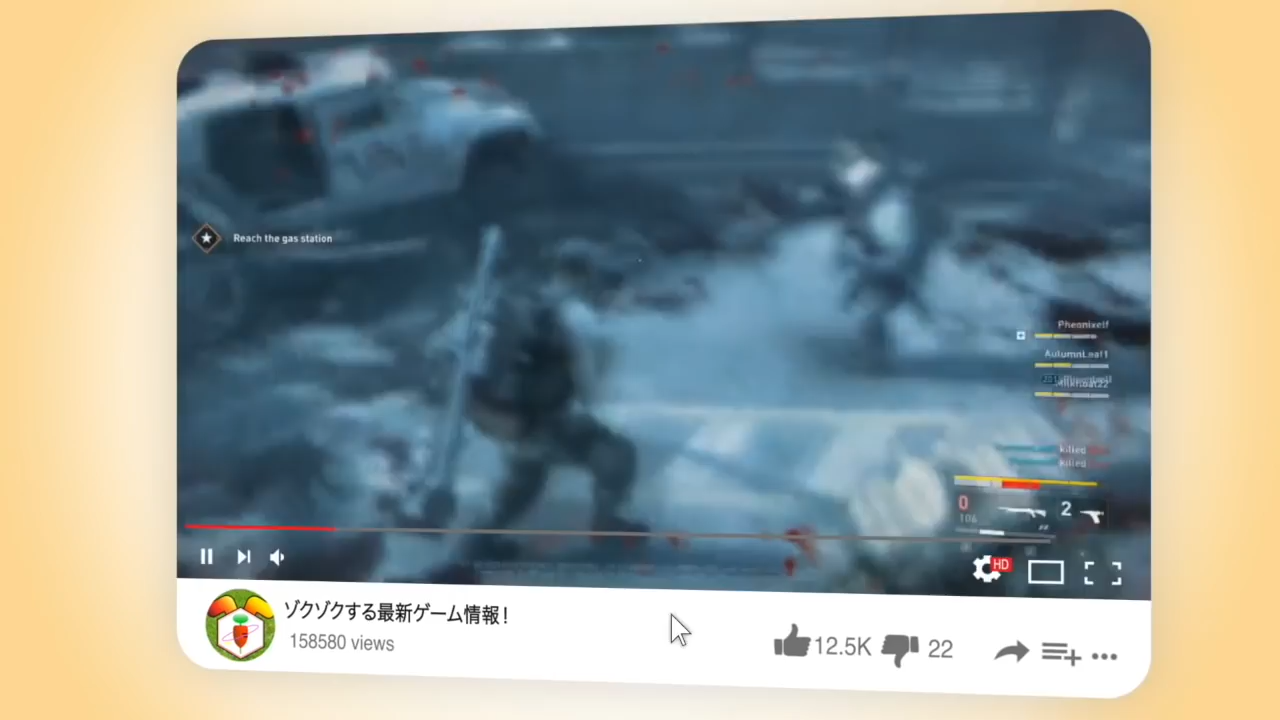 Reach the gas station
Pheonixelf
AutumnLeaf1
killed
killed
0
106
2
HD
ゾクゾクする最新ゲーム情報!
158580 views
12.5K
22